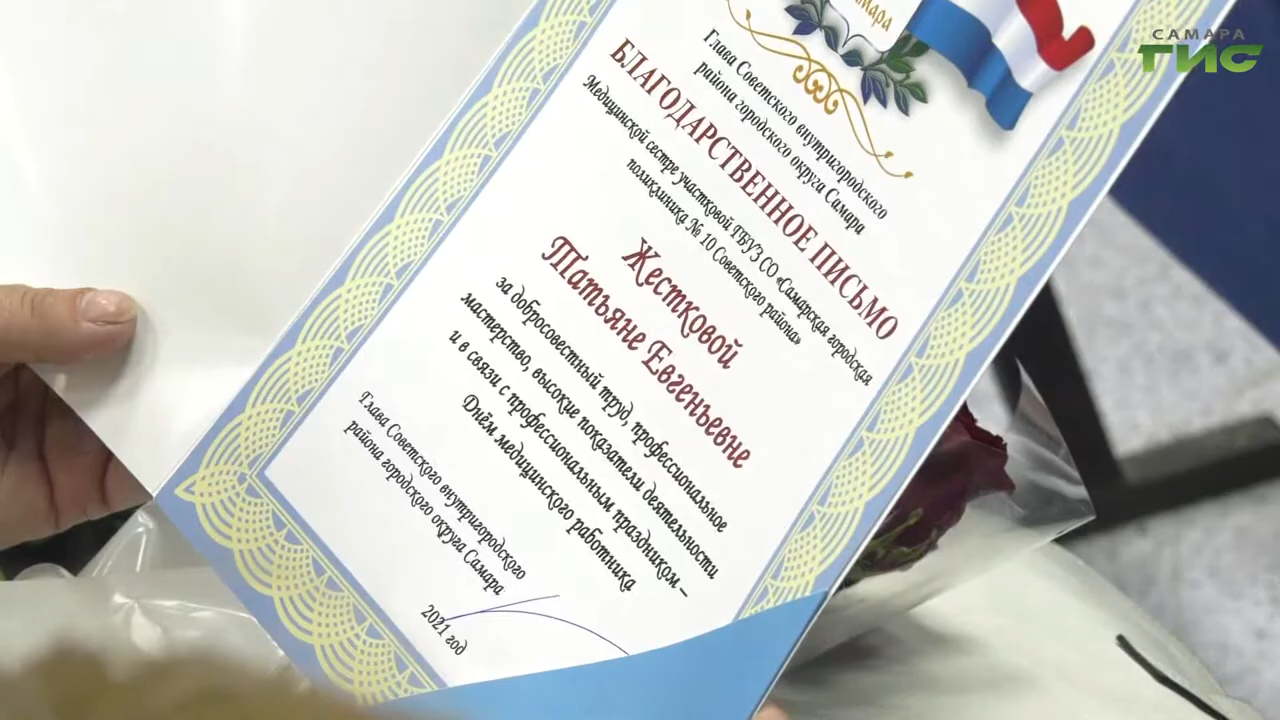 Самара
САМАРА
ГИС
Глава Советского внутригородского
района городского округа Самара
БЛАГОДАРСТВЕННОЕ ПИСЬМО
Медицинской сестре участковой ГБУЗ СО «Самарская городская
поликлиника № 10 Советского района»
Жестковой
Татьяне Евгеньевне
за добросовестный труд, профессиональное
мастерство, высокие показатели деятельности
и в связи с профессиональным праздником –
Днём медицинского работника
Глава Советского внутригородского
района городского округа Самара
2021 год